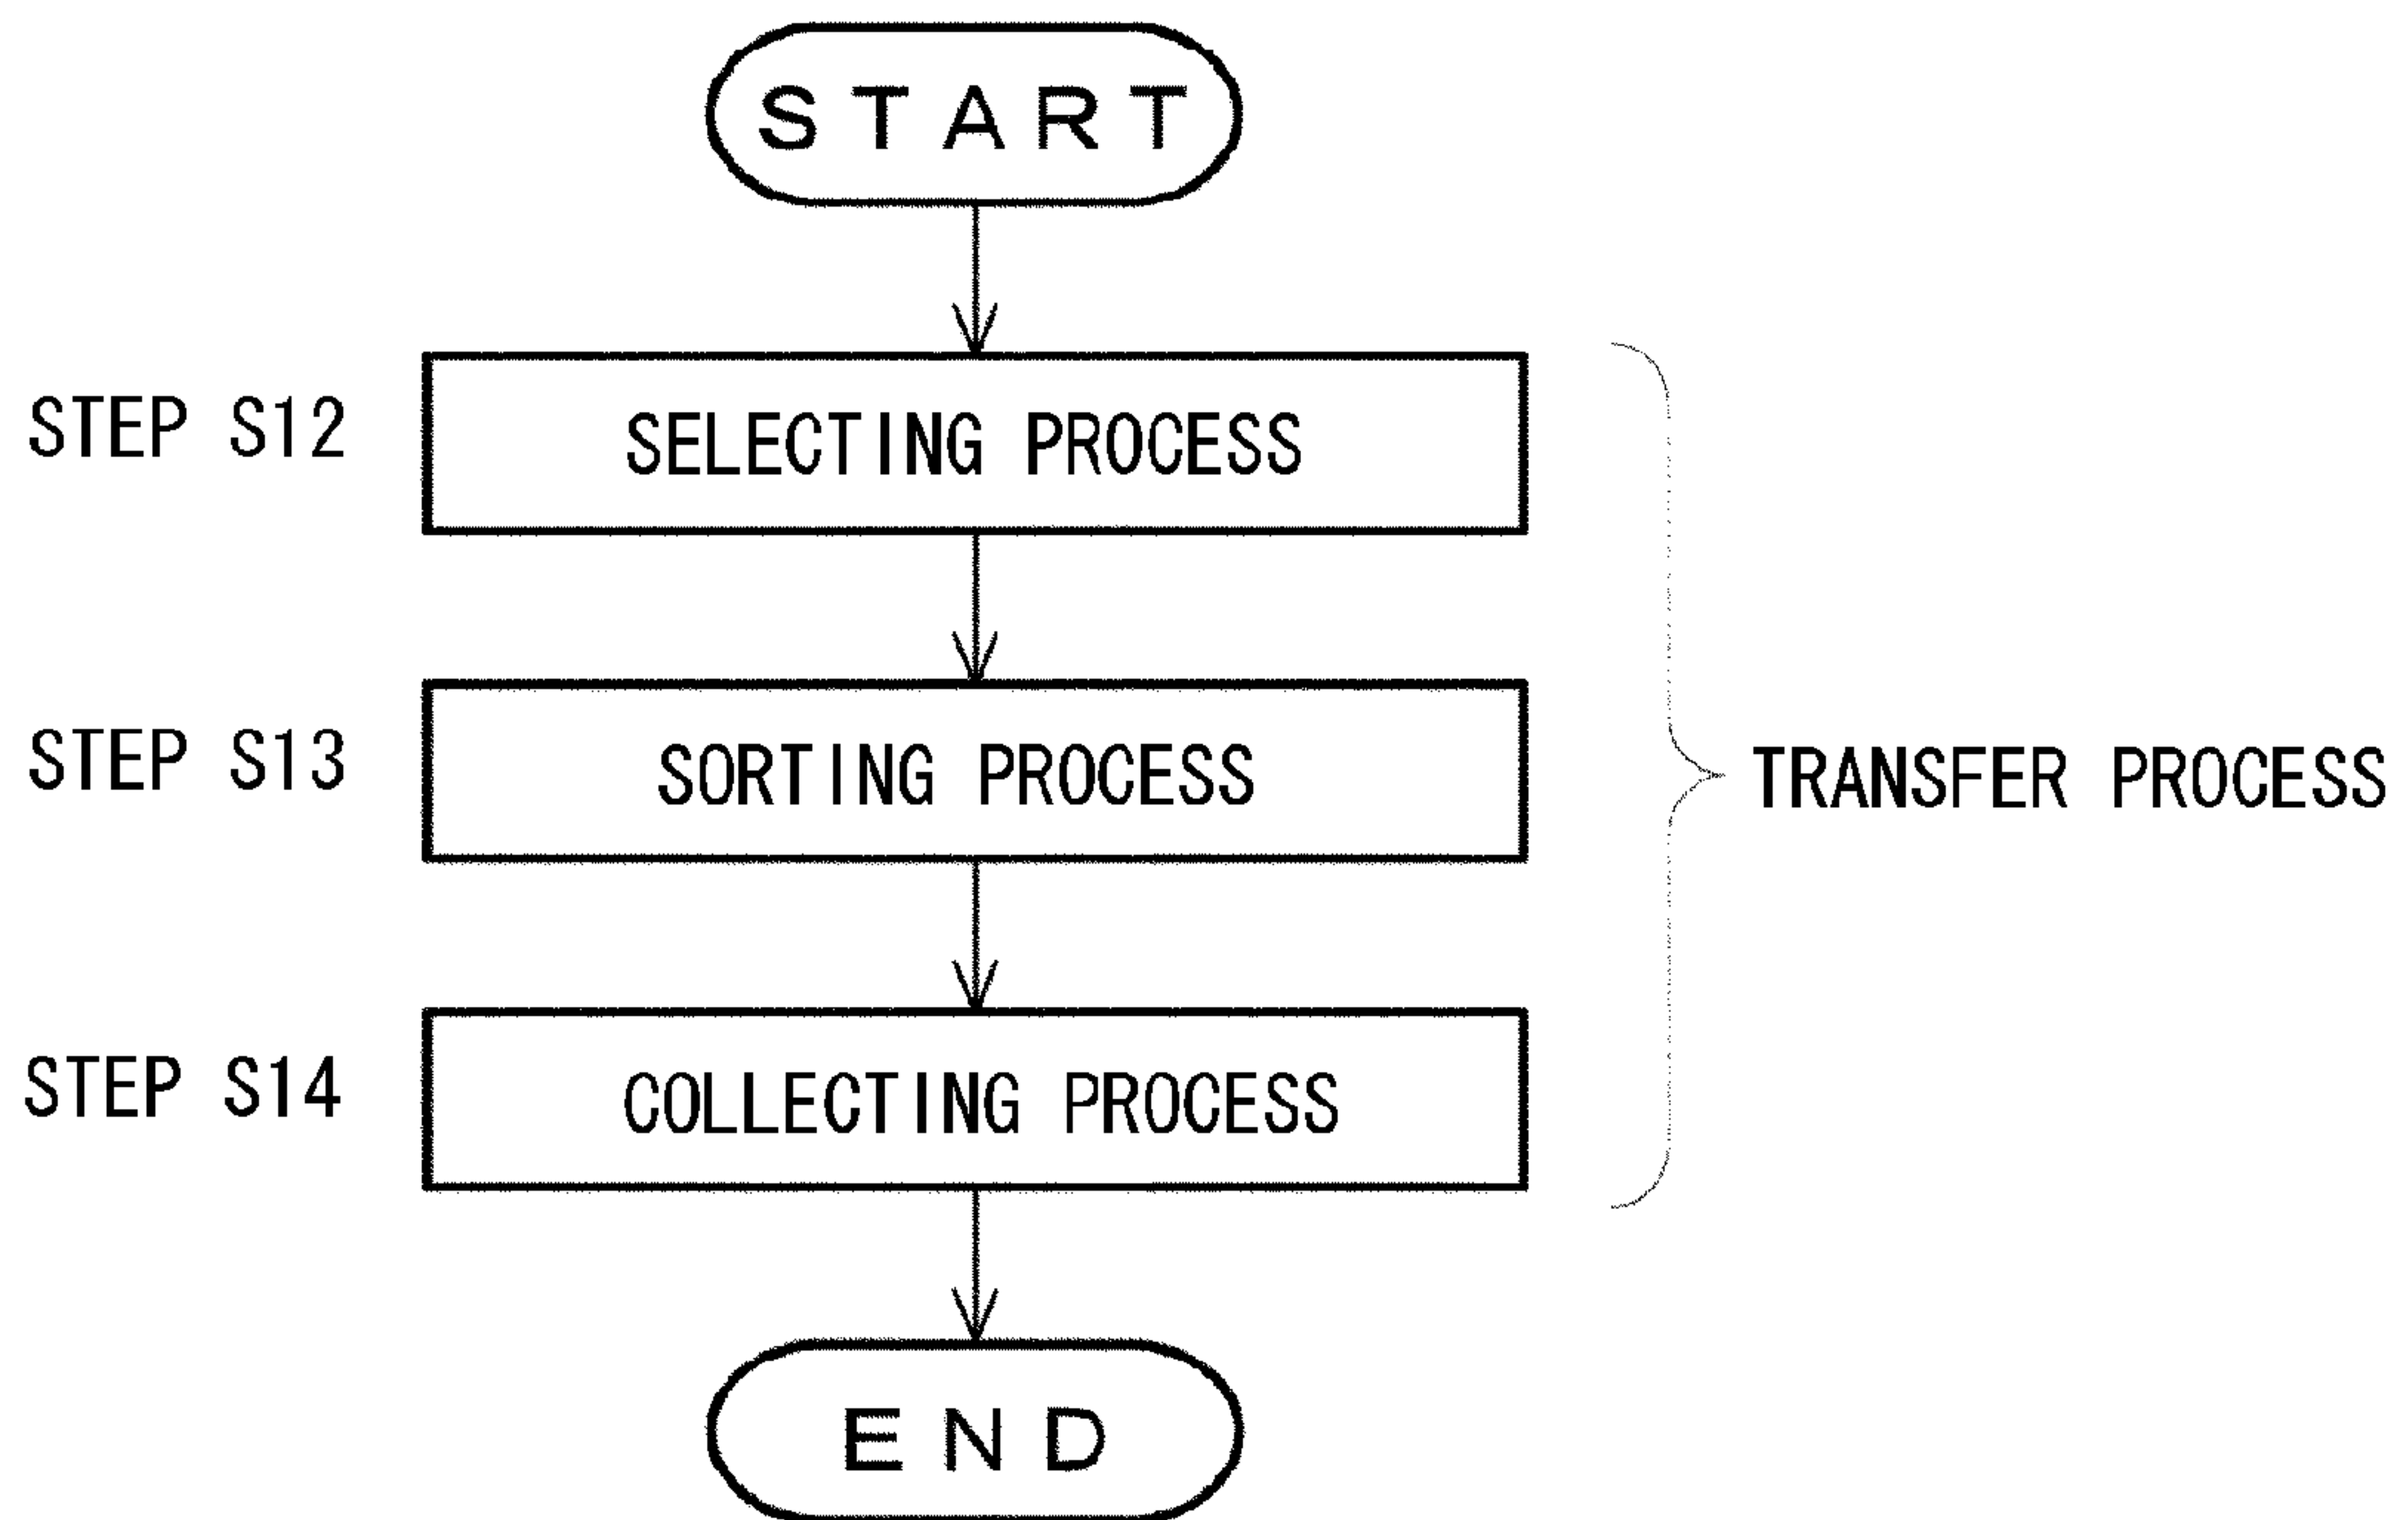 START
STEP S12
SELECTING PROCESS
STEP S13
SORTING PROCESS
TRANSFER PROCESS
STEP S14
COLLECTING PROCESS
END